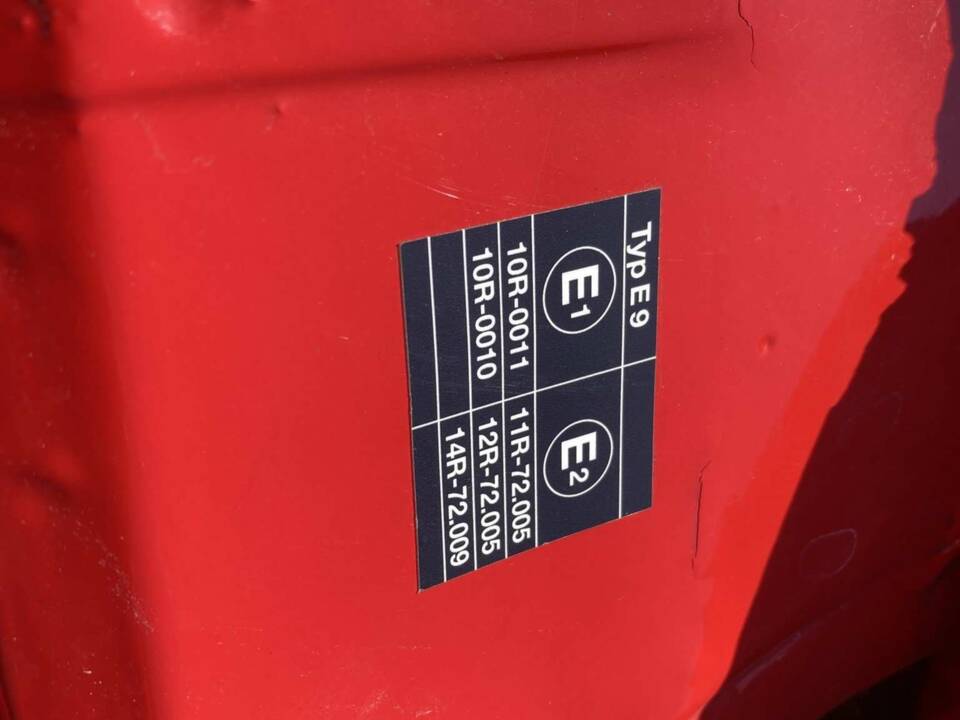 Typ E 9
E1 E2
10R-0011 11R-72.005
10R-0010 12R-72.005
14R-72.009